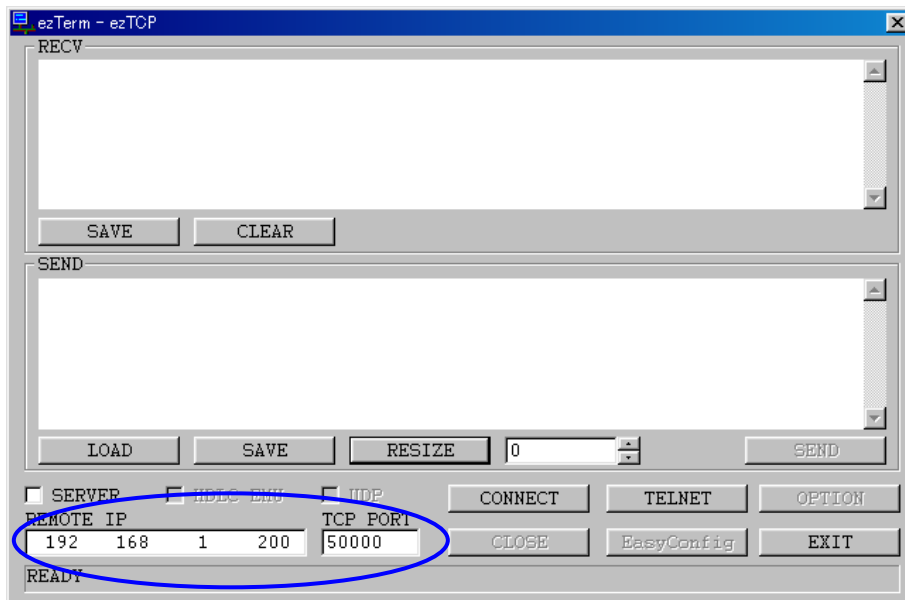 ezTerm - ezTCP
RECV
SAVE CLEAR
SEND
LOAD SAVE RESIZE 0 SEND
SERVER HDLC EMU UDP CONNECT TELNET OPTION
REMOTE IP TCP PORT
192 168 1 200 50000 CLOSE EasyConfig EXIT
READY